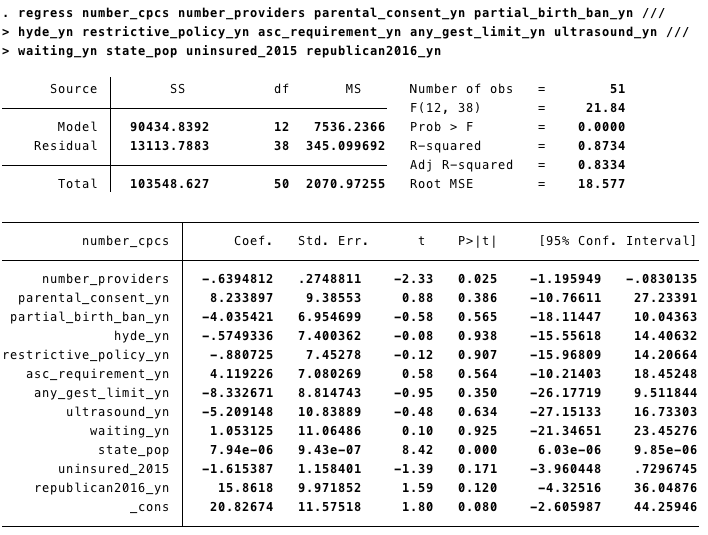 . regress number_cpcs number_providers parental_consent_yn partial_birth_ban_yn ///
> hyde_yn restrictive_policy_yn asc_requirement_yn any_gest_limit_yn ultrasound_yn ///
> waiting_yn state_pop uninsured_2015 republican2016_yn
Source SS df MS Number of obs = 51
F(12, 38) = 21.84
Model 90434.8392 12 7536.2366 Prob > F = 0.0000
Residual 13113.7883 38 345.099692 R-squared = 0.8734
Adj R-squared = 0.8334
Total 103548.627 50 2070.97255 Root MSE = 18.577
number_cpcs Coef. Std. Err. t P>|t| [95% Conf. Interval]
number_providers -.6394812 .2748811 -2.33 0.025 -1.195949 -.0830135
parental_consent_yn 8.233897 9.38553 0.88 0.386 -10.76611 27.23391
partial_birth_ban_yn -4.035421 6.954699 -0.58 0.565 -18.11447 10.04363
hyde_yn -.5749336 7.400362 -0.08 0.938 -15.55618 14.40632
restrictive_policy_yn -.880725 7.45278 -0.12 0.907 -15.96809 14.20664
asc_requirement_yn 4.119226 7.080269 0.58 0.564 -10.21403 18.45248
any_gest_limit_yn -8.332671 8.814743 -0.95 0.350 -26.17719 9.511844
ultrasound_yn -5.209148 10.83889 -0.48 0.634 -27.15133 16.73303
waiting_yn 1.053125 11.06486 0.10 0.925 -21.34651 23.45276
state_pop 7.94e-06 9.43e-07 8.42 0.000 6.03e-06 9.85e-06
uninsured_2015 -1.615387 1.158401 -1.39 0.171 -3.960448 .7296745
republican2016_yn 15.8618 9.971852 1.59 0.120 -4.32516 36.04876
_cons 20.82674 11.57518 1.80 0.080 -2.605987 44.25946